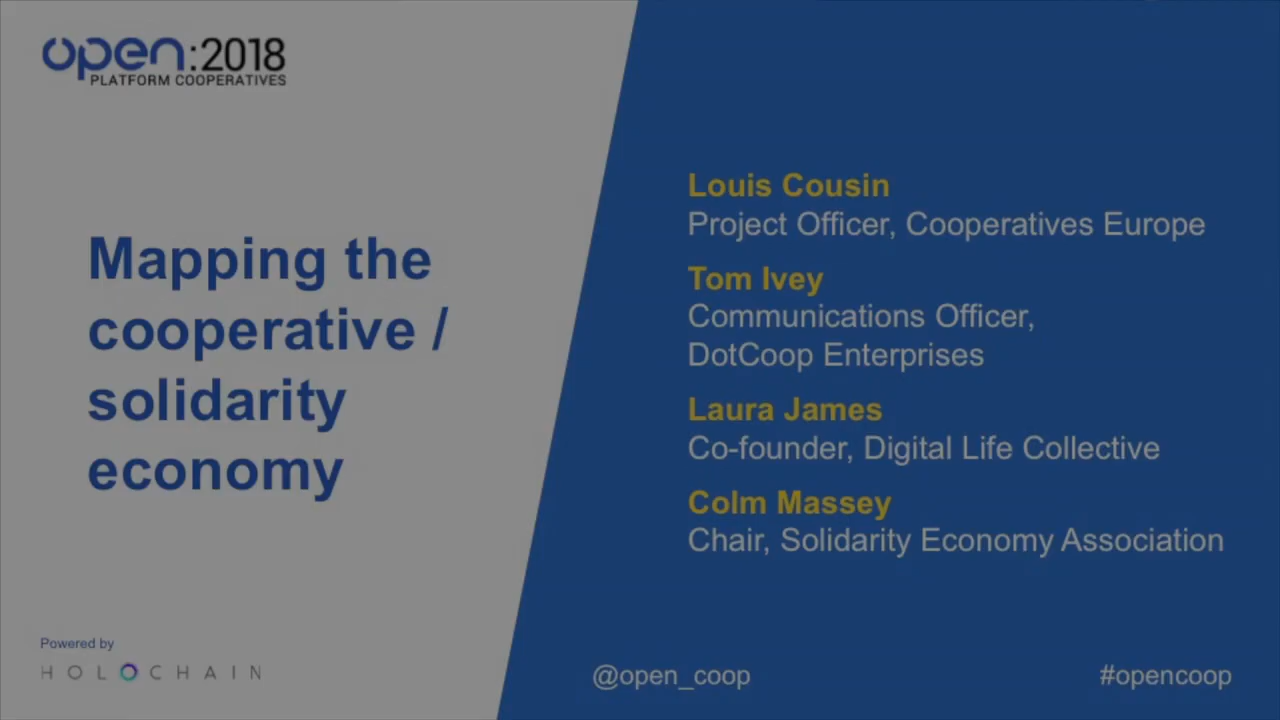 open:2018
PLATFORM COOPERATIVES
Mapping the
cooperative /
solidarity
economy
Louis Cousin
Project Officer, Cooperatives Europe
Tom Ivey
Communications Officer,
DotCoop Enterprises
Laura James
Co-founder, Digital Life Collective
Colm Massey
Chair, Solidarity Economy Association
Powered by
HOLOCHAIN
@open_coop
#opencoop